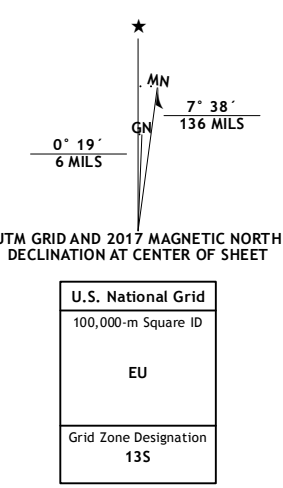 ★
MN
GN
7° 38´
136 MILS
0° 19´
6 MILS
UTM GRID AND 2017 MAGNETIC NORTH
DECLINATION AT CENTER OF SHEET
U.S. National Grid
100,000-m Square ID
EU
Grid Zone Designation
13S